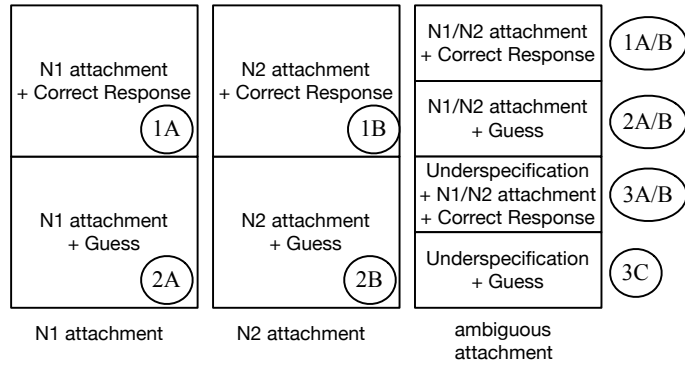 N1 attachment
+ Correct Response
1A
N1 attachment
+ Guess
2A
N1 attachment
N2 attachment
+ Correct Response
1B
N2 attachment
+ Guess
2B
N2 attachment
N1/N2 attachment
+ Correct Response
1A/B
N1/N2 attachment
+ Guess
2A/B
Underspecification
+ N1/N2 attachment
+ Correct Response
3A/B
Underspecification
+ Guess
3C
ambiguous
attachment